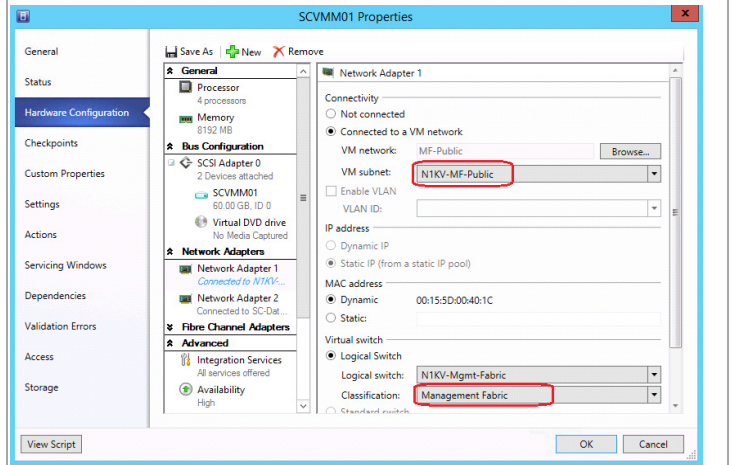 SCVMM01 Properties
x
General
Status
Hardware Configuration
Checkpoints
Custom Properties
Settings
Actions
Servicing Windows
Dependencies
Validation Errors
Access
Storage
Save As New Remove
General
Processor
4 processors
Memory
8192 MB
Bus Configuration
SCSI Adapter 0
2 Devices attached
SCVMM01
60.00 GB, ID 0
Virtual DVD drive
No Media Captured
Network Adapters
Network Adapter 1
Connected to N1KV-...
Network Adapter 2
Connected to SC-Dat...
Fibre Channel Adapters
Advanced
Integration Services
All services offered
Availability
High
Network Adapter 1
Connectivity
Not connected
Connected to a VM network
VM network: MF-Public Browse...
VM subnet: N1KV-MF-Public
Enable VLAN
VLAN ID:
IP address
Dynamic IP
Static IP (from a static IP pool)
MAC address
Dynamic 00:15:5D:00:40:1C
Static:
Virtual switch
Logical Switch
Logical switch: N1KV-Mgmt-Fabric
Classification: Management Fabric
Standard switch
View Script OK Cancel